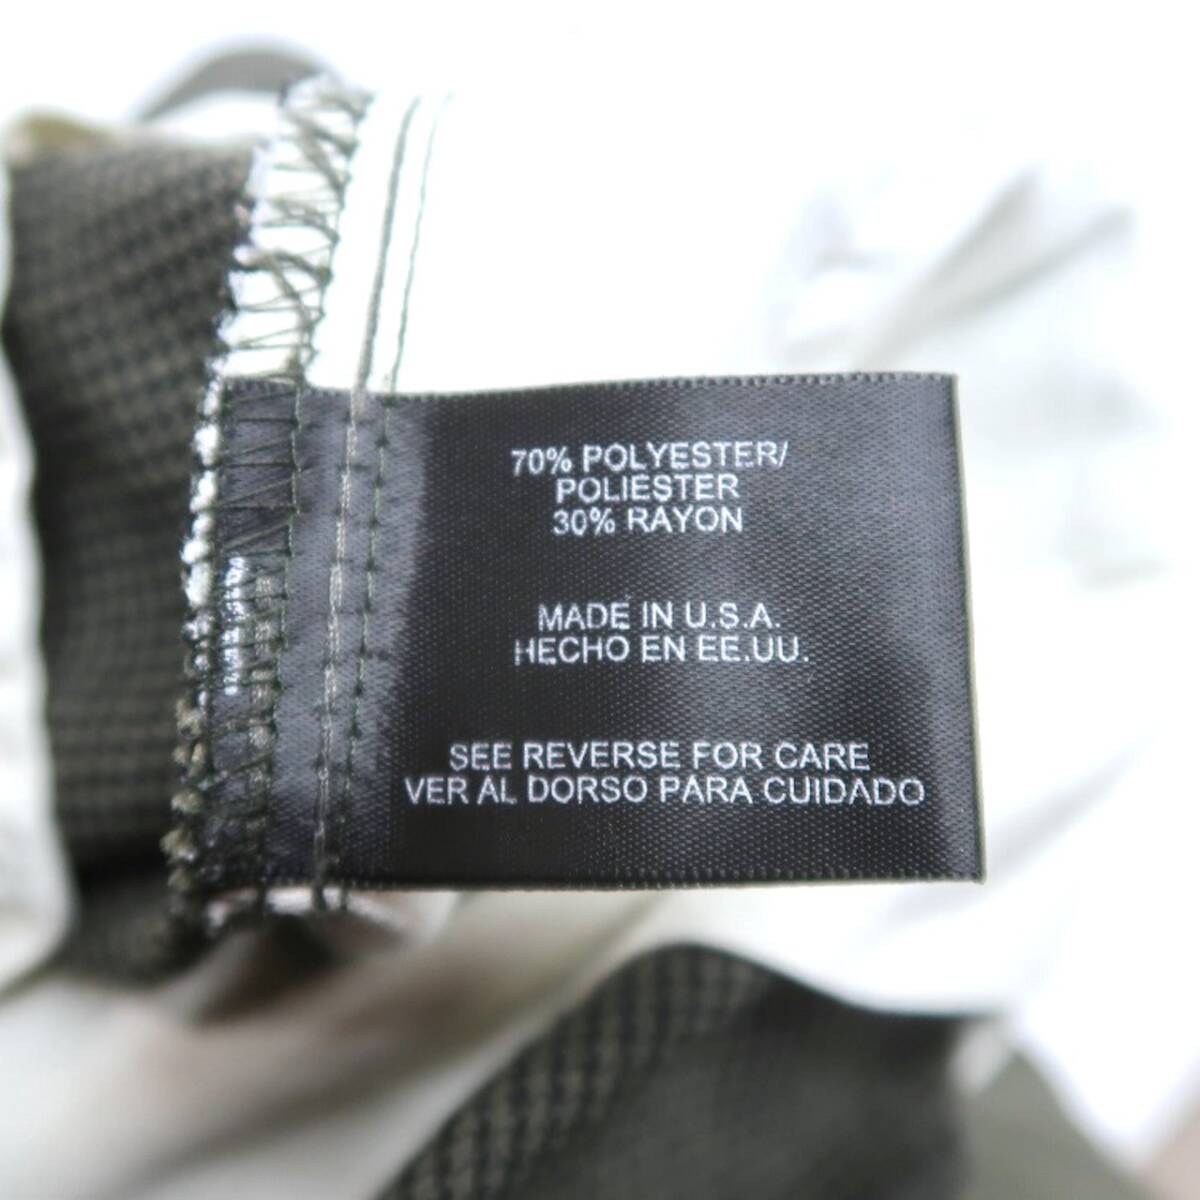 70% POLYESTER/
POLIESTER
30% RAYON
MADE IN U.S.A.
HECHO EN EE.UU.
SEE REVERSE FOR CARE
VER AL DORSO PARA CUIDADO